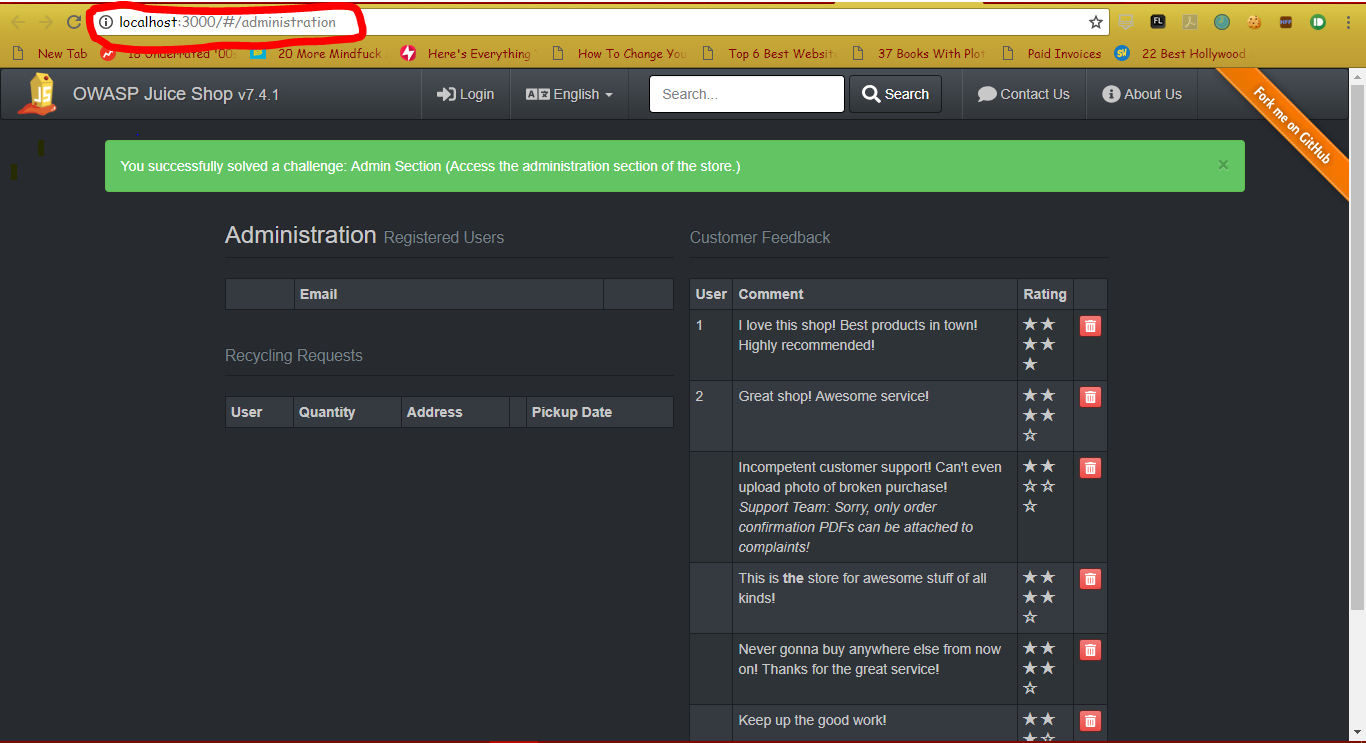 localhost:3000/#/administration
New Tab
10 Underrated '00s
20 More Mindfuck
Here's Everything
How To Change You
Top 6 Best Websit
37 Books With Plot
Paid Invoices
22 Best Hollywood
OWASP Juice Shop v7.4.1
Login
English
Search...
Search
Contact Us
About Us
Fork me on GitHub
You successfully solved a challenge: Admin Section (Access the administration section of the store.)
×
Administration Registered Users
Email
Recycling Requests
User Quantity Address Pickup Date
Customer Feedback
User Comment Rating
1 I love this shop! Best products in town!
Highly recommended!
2 Great shop! Awesome service!
Incompetent customer support! Can't even
upload photo of broken purchase!
Support Team: Sorry, only order
confirmation PDFs can be attached to
complaints!
This is the store for awesome stuff of all
kinds!
Never gonna buy anywhere else from now
on! Thanks for the great service!
Keep up the good work!